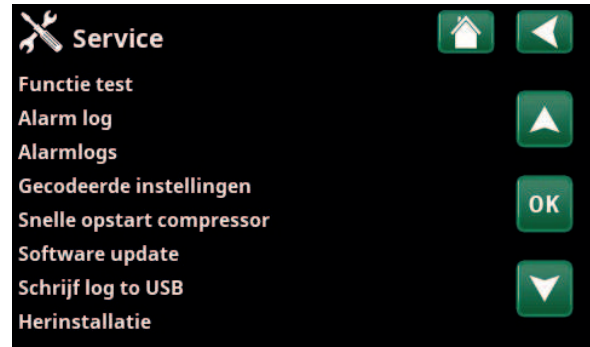 Service
Functie test
Alarm log
Alarmlogs
Gecodeerde instellingen
Snelle opstart compressor
OK
Software update
Schrijf log to USB
Herinstallatie